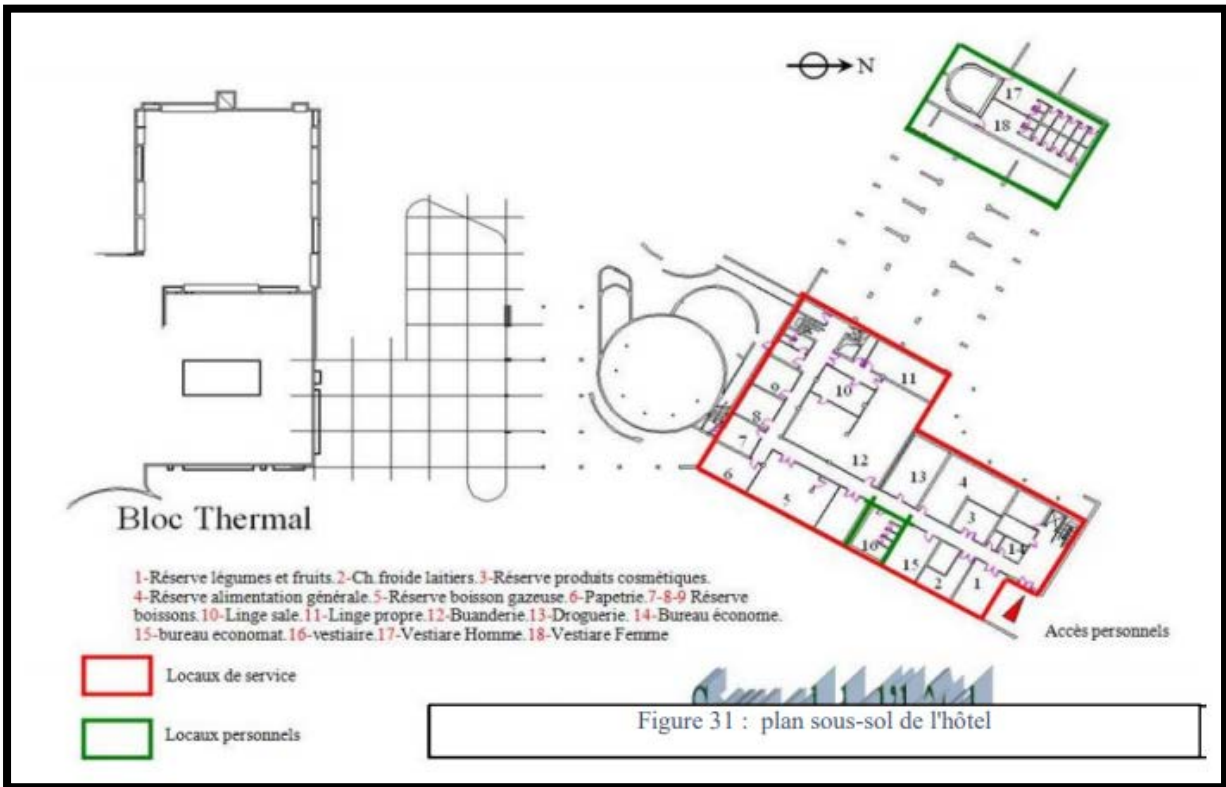 N
17
18
11
10
9
8
7
6
5
12
13
4
3
14
16
15
2
1
Bloc Thermal
1-Réserve légumes et fruits.2-Ch.froide laitiers.3-Réserve produits cosmétiques.
4-Réserve alimentation générale.5-Réserve boisson gazeuse.6-Papetrie.7-8-9 Réserve
boissons.10-Linge sale.11-Linge propre.12-Buanderie.13-Droguerie. 14-Bureau économe.
15-bureau economat.16-vestiaire.17-Vestiare Homme.18-Vestiare Femme
Accès personnels
Locaux de service
Locaux personnels
Figure 31 : plan sous-sol de l'hôtel